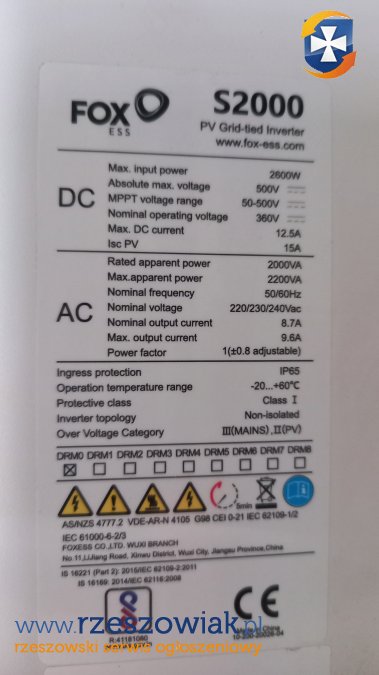 FOX
ESS
S2000
PV Grid-tied Inverter
www.fox-ess.com
DC
Max. input power 2600W
Absolute max. voltage 500V
MPPT voltage range 50-500V
Nominal operating voltage 360V
Max. DC current 12.5A
Isc PV 15A
AC
Rated apparent power 2000VA
Max.apparent power 2200VA
Nominal frequency 50/60Hz
Nominal voltage 220/230/240Vac
Nominal output current 8.7A
Max. output current 9.6A
Power factor 1(±0.8 adjustable)
Ingress protection IP65
Operation temperature range -20...+60℃
Protective class Class Ⅰ
Inverter topology Non-isolated
Over Voltage Category Ⅲ(MAINS),Ⅱ(PV)
DRM0 DRM1 DRM2 DRM3 DRM4 DRM5 DRM6 DRM7 DRM8
5min
AS/NZS 4777.2 VDE-AR-N 4105 G98 CEI 0-21 IEC 62109-1/2
IEC 61000-6-2/3
FOXESS CO.,LTD. WUXI BRANCH
No.11,LiJiang Road, Xinwu District, Wuxi City, Jiangsu Province,China
IS 16221 (Part 2): 2015/IEC 62109-2:2011
IS 16169: 2014/IEC 62116:2008
CE
www.rzeszowiak.pl
rzeszowski serwis ogłoszeniowy